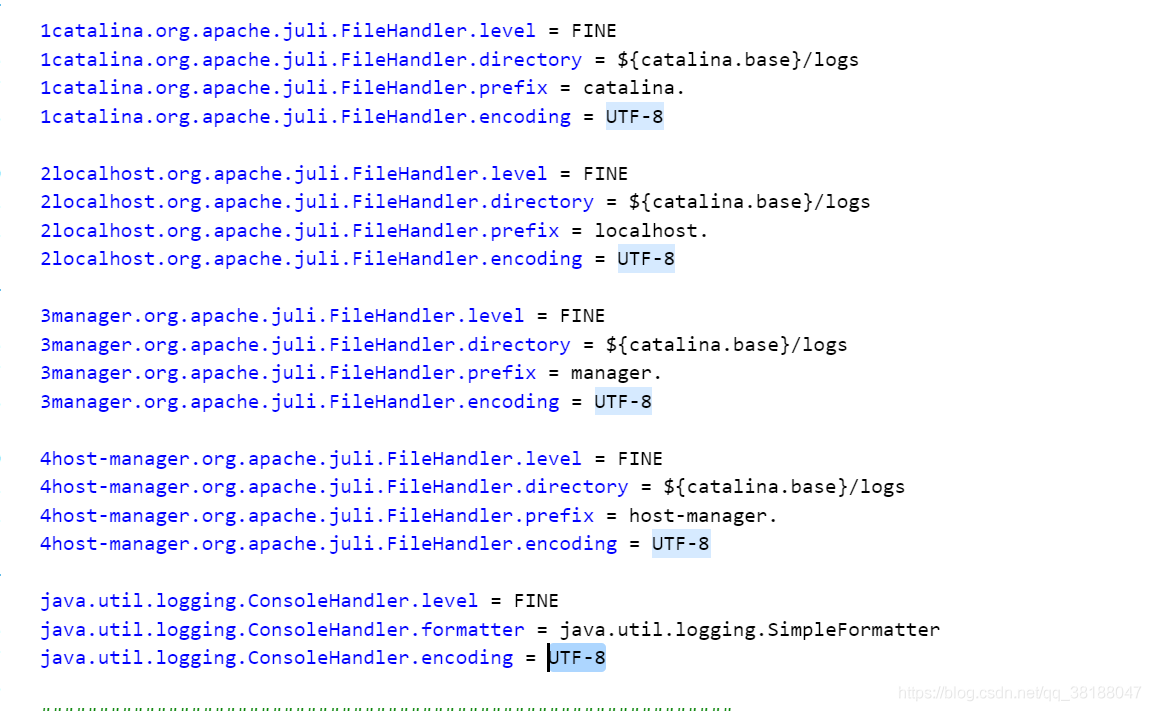 1catalina.org.apache.juli.FileHandler.level = FINE
1catalina.org.apache.juli.FileHandler.directory = ${catalina.base}/logs
1catalina.org.apache.juli.FileHandler.prefix = catalina.
1catalina.org.apache.juli.FileHandler.encoding = UTF-8
2localhost.org.apache.juli.FileHandler.level = FINE
2localhost.org.apache.juli.FileHandler.directory = ${catalina.base}/logs
2localhost.org.apache.juli.FileHandler.prefix = localhost.
2localhost.org.apache.juli.FileHandler.encoding = UTF-8
3manager.org.apache.juli.FileHandler.level = FINE
3manager.org.apache.juli.FileHandler.directory = ${catalina.base}/logs
3manager.org.apache.juli.FileHandler.prefix = manager.
3manager.org.apache.juli.FileHandler.encoding = UTF-8
4host-manager.org.apache.juli.FileHandler.level = FINE
4host-manager.org.apache.juli.FileHandler.directory = ${catalina.base}/logs
4host-manager.org.apache.juli.FileHandler.prefix = host-manager.
4host-manager.org.apache.juli.FileHandler.encoding = UTF-8
java.util.logging.ConsoleHandler.level = FINE
java.util.logging.ConsoleHandler.formatter = java.util.logging.SimpleFormatter
java.util.logging.ConsoleHandler.encoding = UTF-8
https://blog.csdn.net/qq_38188047